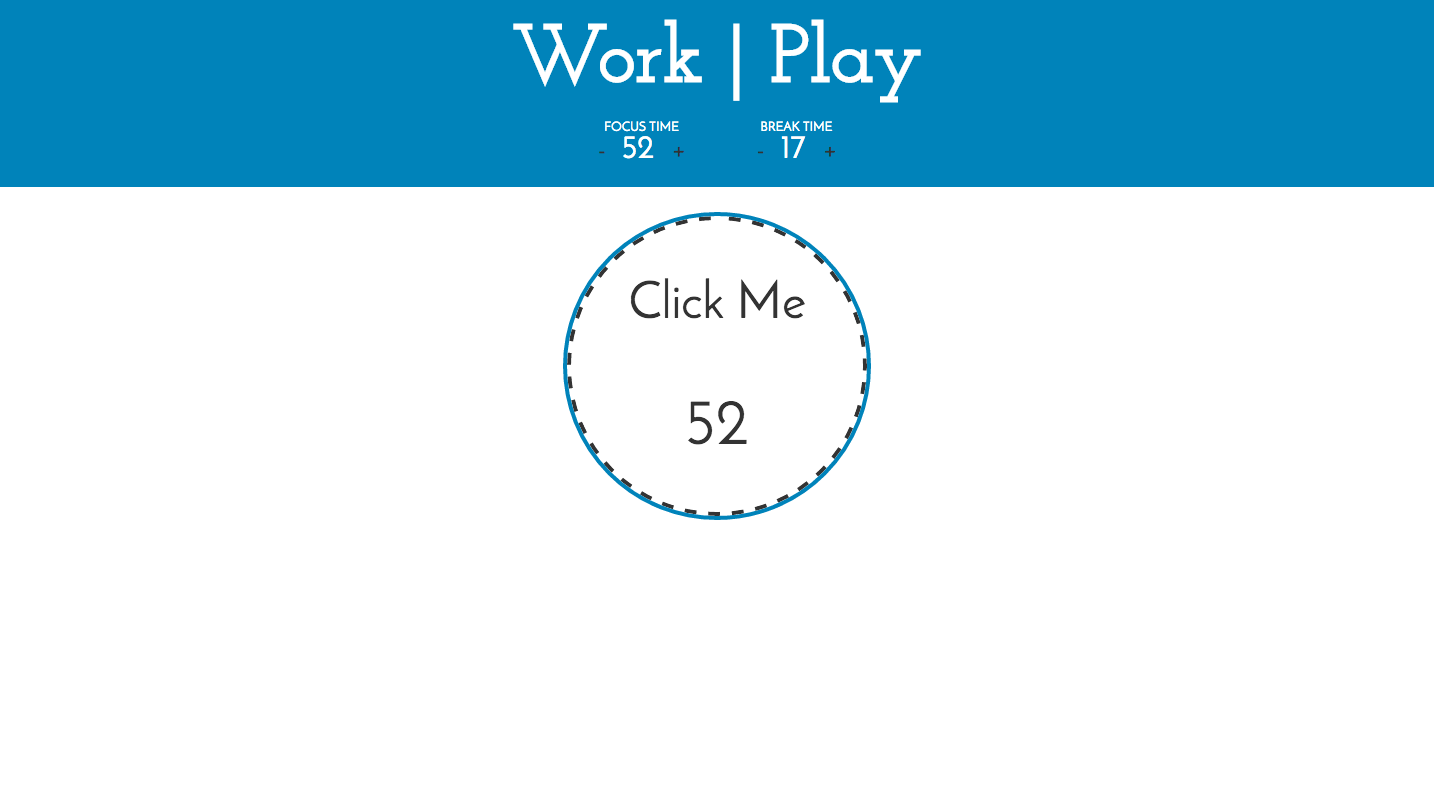 Work | Play
FOCUS TIME BREAK TIME
- 52 + - 17 +
Click Me
52